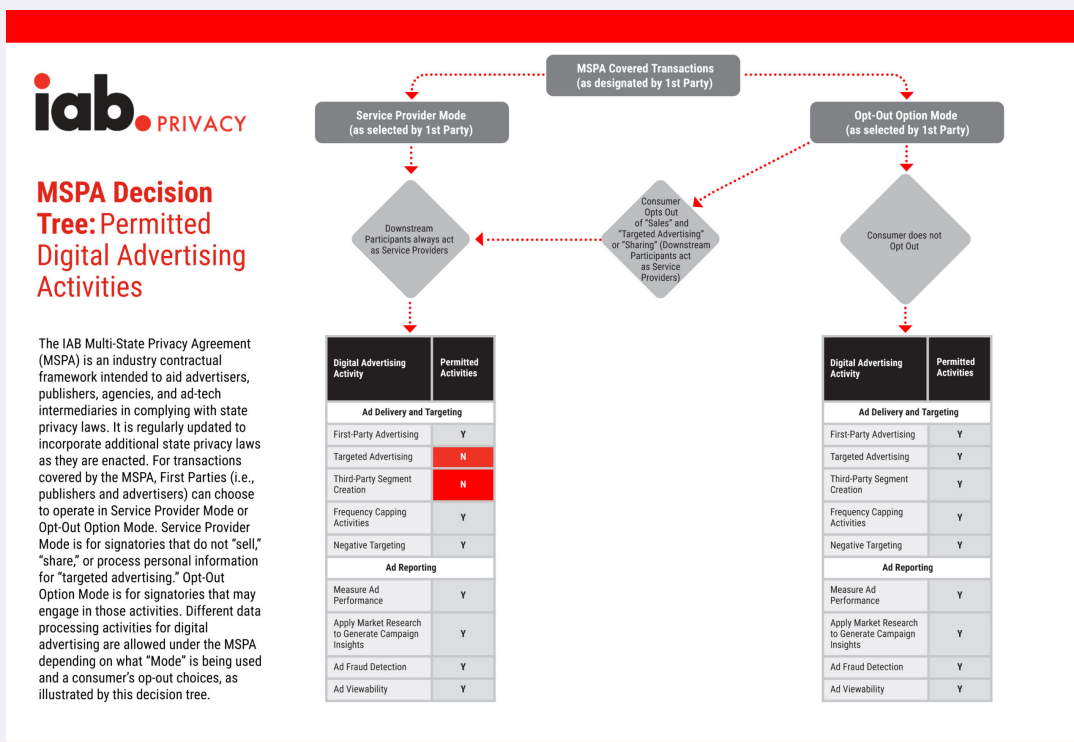 iab. PRIVACY
MSPA Decision
Tree: Permitted
Digital Advertising
Activities
The IAB Multi-State Privacy Agreement
(MSPA) is an industry contractual
framework intended to aid advertisers,
publishers, agencies, and ad-tech
intermediaries in complying with state
privacy laws. It is regularly updated to
incorporate additional state privacy laws
as they are enacted. For transactions
covered by the MSPA, First Parties (i.e.,
publishers and advertisers) can choose
to operate in Service Provider Mode or
Opt-Out Option Mode. Service Provider
Mode is for signatories that do not “sell,”
“share,” or process personal information
for “targeted advertising.” Opt-Out
Option Mode is for signatories that may
engage in those activities. Different data
processing activities for digital
advertising are allowed under the MSPA
depending on what “Mode” is being used
and a consumer’s op-out choices, as
illustrated by this decision tree.
MSPA Covered Transactions
(as designated by 1st Party)
Service Provider Mode
(as selected by 1st Party)
Opt-Out Option Mode
(as selected by 1st Party)
Downstream
Participants always act
as Service Providers
Consumer
Opts Out
of “Sales” and
“Targeted Advertising”
or “Sharing” (Downstream
Participants act
as Service
Providers)
Consumer does not
Opt Out
Digital Advertising
Activity
Permitted
Activities
Ad Delivery and Targeting
First-Party Advertising Y
Targeted Advertising N
Third-Party Segment
Creation
N
Frequency Capping
Activities
Y
Negative Targeting Y
Ad Reporting
Measure Ad
Performance
Y
Apply Market Research
to Generate Campaign
Insights
Y
Ad Fraud Detection Y
Ad Viewability Y
Digital Advertising
Activity
Permitted
Activities
Ad Delivery and Targeting
First-Party Advertising Y
Targeted Advertising Y
Third-Party Segment
Creation
Y
Frequency Capping
Activities
Y
Negative Targeting Y
Ad Reporting
Measure Ad
Performance
Y
Apply Market Research
to Generate Campaign
Insights
Y
Ad Fraud Detection Y
Ad Viewability Y